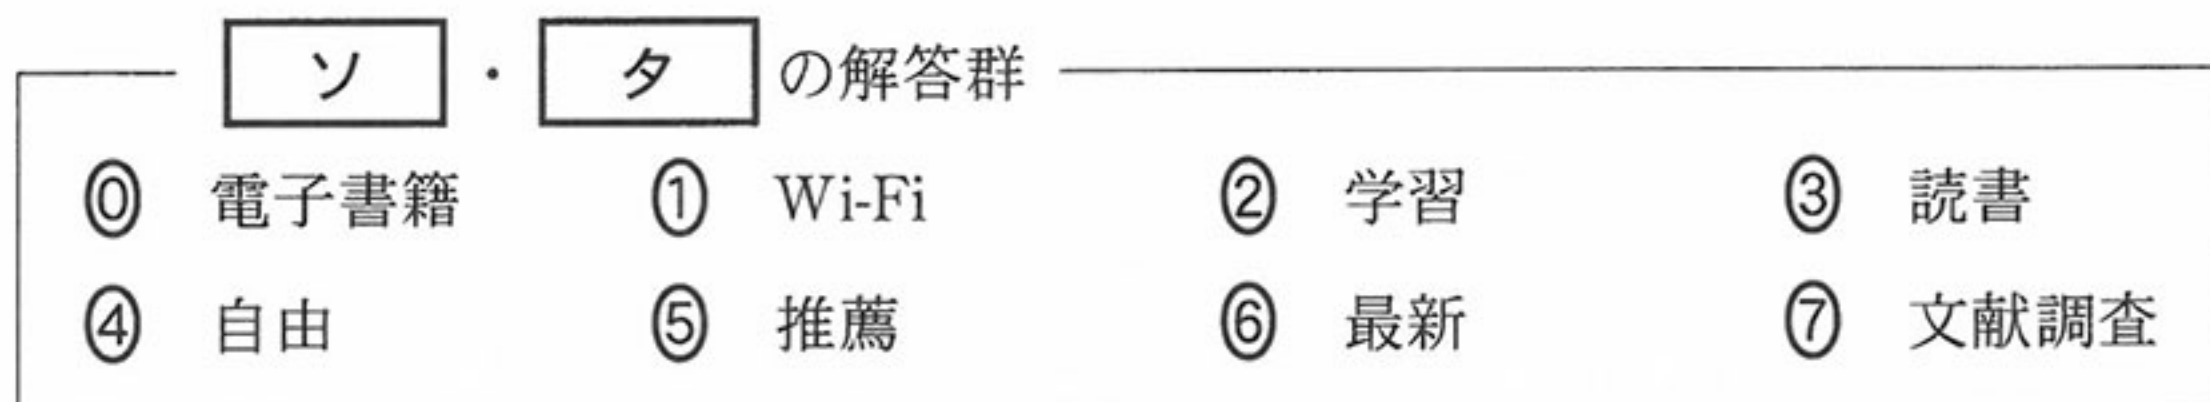 ソ・タの解答群
⓪ 電子書籍 ① Wi-Fi ② 学習 ③ 読書
④ 自由 ⑤ 推薦 ⑥ 最新 ⑦ 文献調査